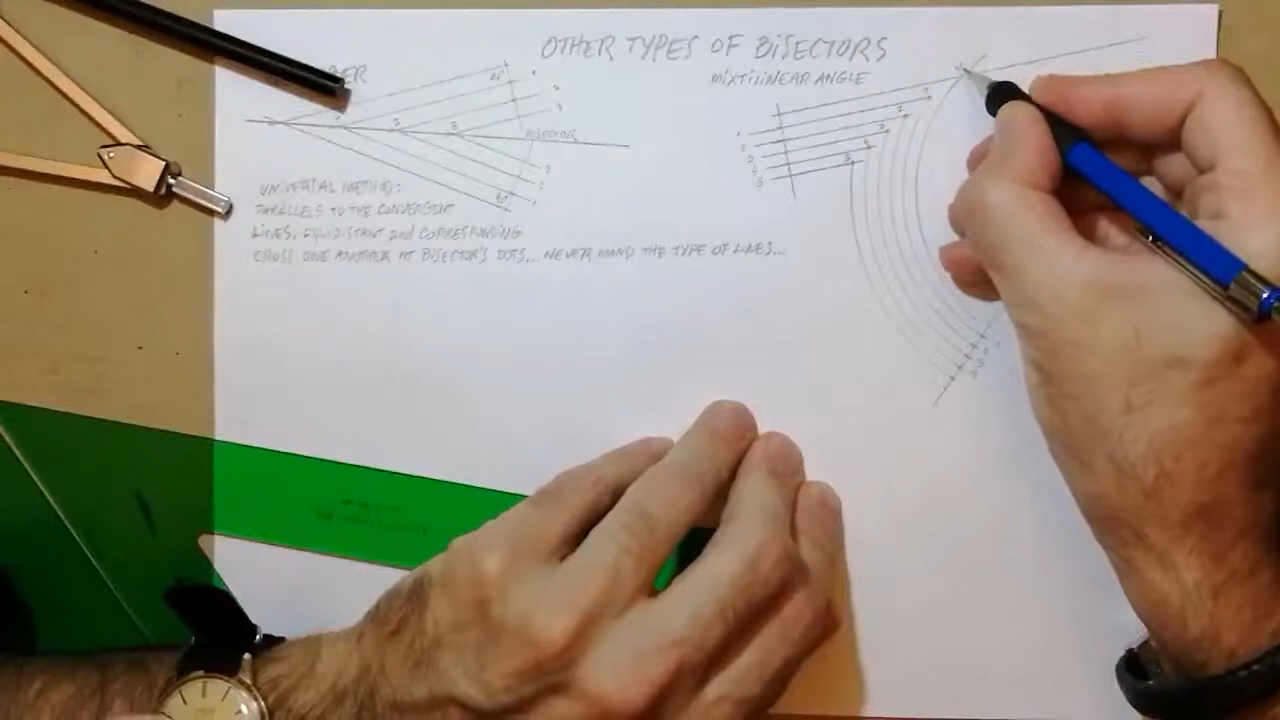 OTHER TYPES OF BISECTORS
MIXTILINEAR ANGLE
BISECTRIX
UNIVERSAL METHOD:
PARALLELS TO THE CONVERGENT
LINES, EQUIDISTANT and CORRESPONDING
CROSS ONE ANOTHER AT BISECTOR'S DOTS... NEVER MIND THE TYPE OF LINES...